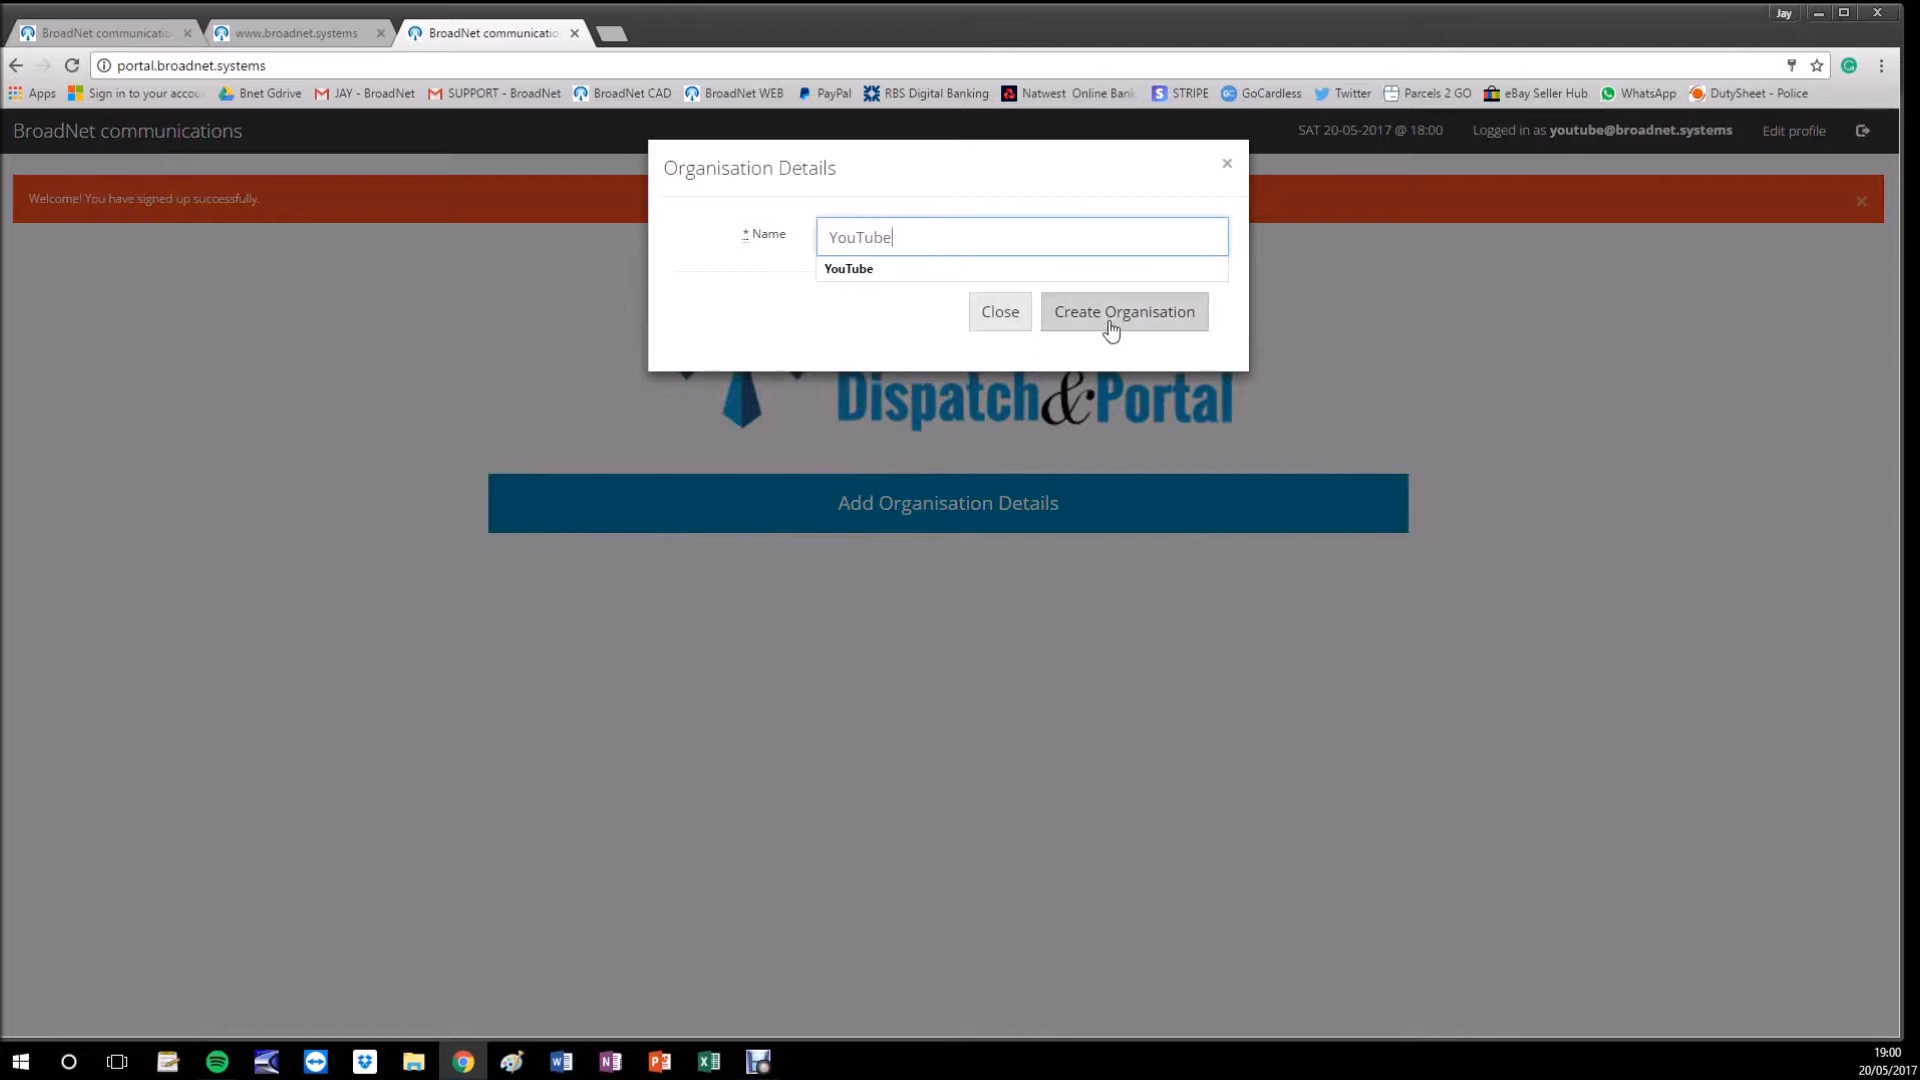 Jay
BroadNet communicatio
www.broadnet.systems
BroadNet communicatio
portal.broadnet.systems
Apps Sign in to your accou Bnet Gdrive JAY - BroadNet SUPPORT - BroadNet BroadNet CAD BroadNet WEB PayPal RBS Digital Banking Natwest Online Bank STRIPE GoCardless Twitter Parcels 2 GO eBay Seller Hub WhatsApp DutySheet - Police
BroadNet communications
SAT 20-05-2017 @ 18:00 Logged in as youtube@broadnet.systems Edit profile
Organisation Details
Welcome! You have signed up successfully.
* Name
YouTube
YouTube
Close Create Organisation
Dispatch&Portal
Add Organisation Details
19:00
20/05/2017